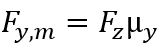 F_{y,m} = F_z μ_y